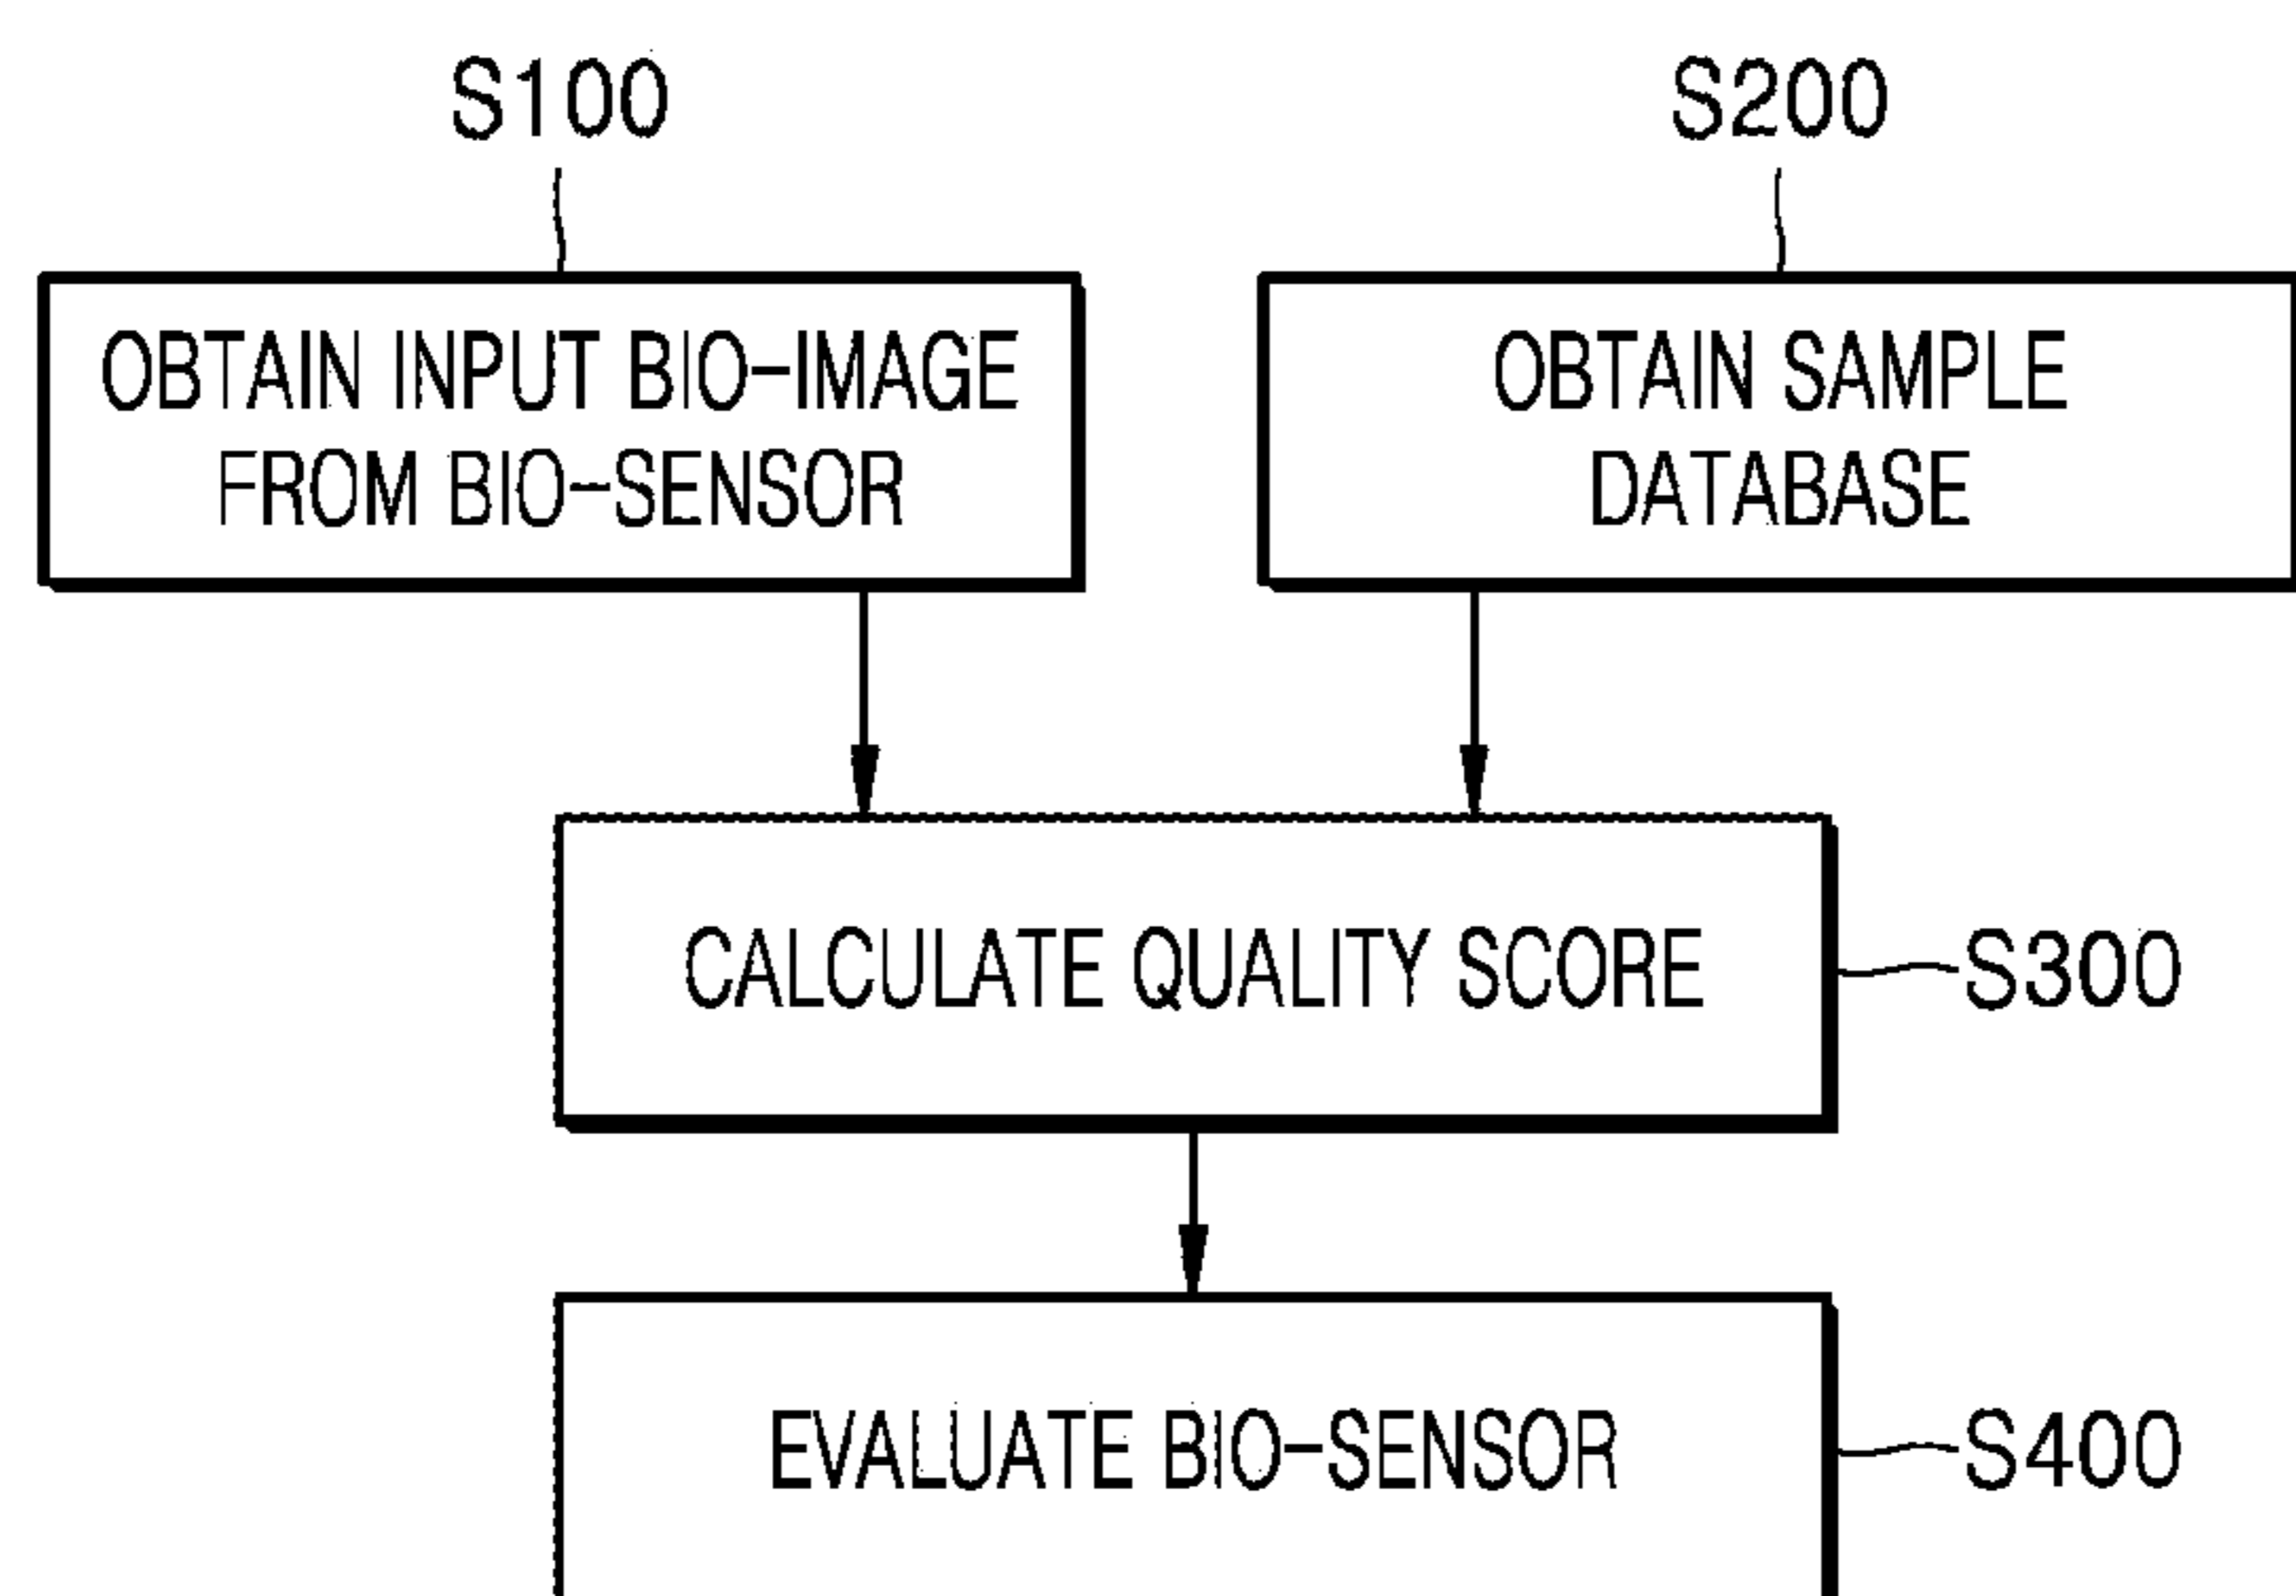 S100
S200
OBTAIN INPUT BIO-IMAGE
FROM BIO-SENSOR
OBTAIN SAMPLE
DATABASE
CALCULATE QUALITY SCORE
S300
EVALUATE BIO-SENSOR
S400